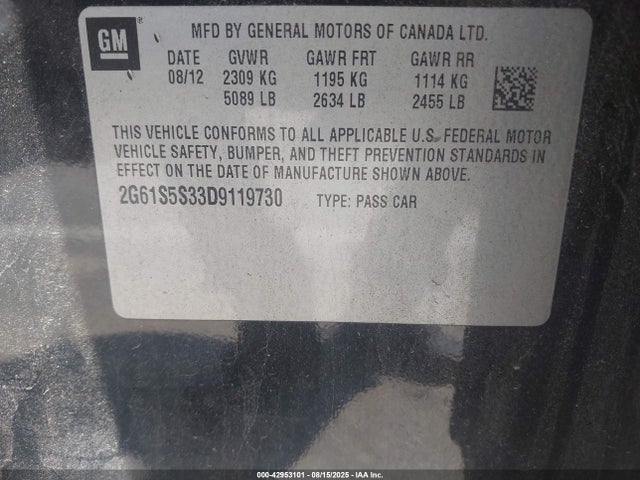 GM ®
MFD BY GENERAL MOTORS OF CANADA LTD.
DATE GVWR GAWR FRT GAWR RR
08/12 2309 KG 1195 KG 1114 KG
5089 LB 2634 LB 2455 LB
THIS VEHICLE CONFORMS TO ALL APPLICABLE U.S. FEDERAL MOTOR
VEHICLE SAFETY, BUMPER, AND THEFT PREVENTION STANDARDS IN
EFFECT ON THE DATE OF MANUFACTURE SHOWN ABOVE.
2G61S5S33D9119730 TYPE: PASS CAR
000-42953101 - 08/15/2025 - IAAI INC.